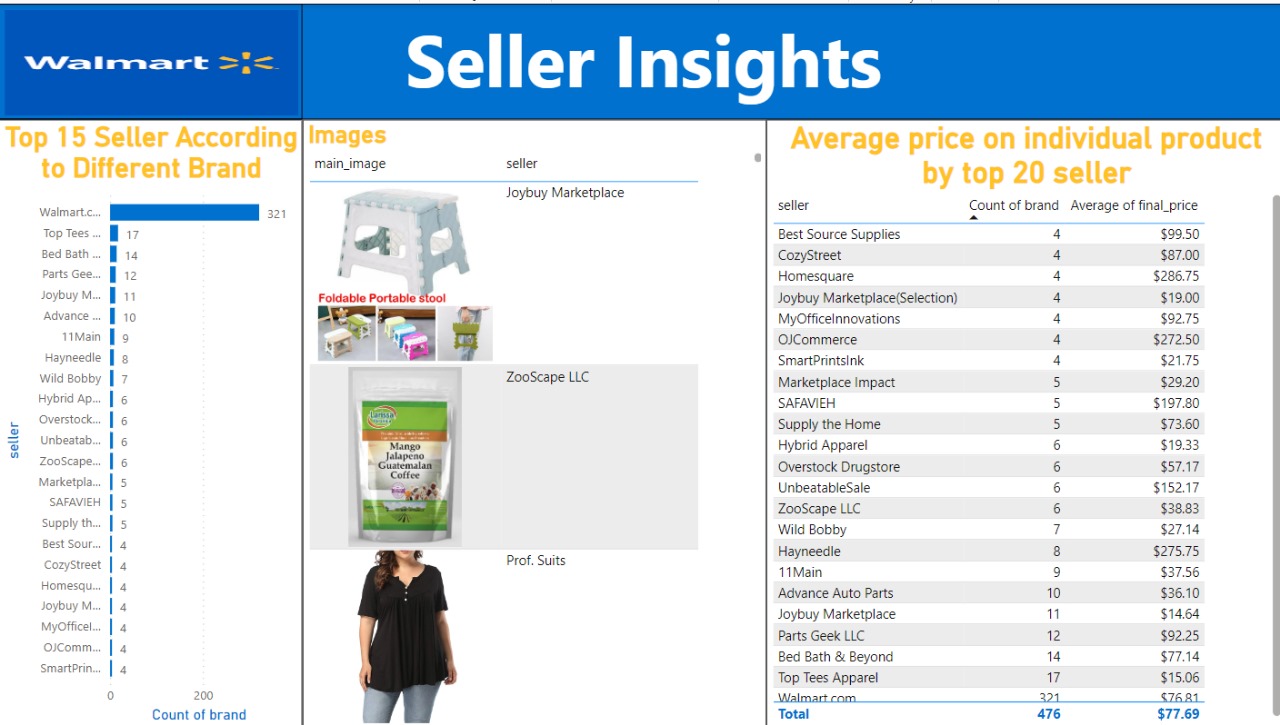 Walmart
Seller Insights
Top 15 Seller According
to Different Brand
seller
Walmart.c... 321
Top Tees ... 17
Bed Bath ... 14
Parts Gee... 12
Joybuy M... 11
Advance ... 10
11Main 9
Hayneedle 8
Wild Bobby 7
Hybrid Ap... 6
Overstock... 6
Unbeatab... 6
ZooScape... 6
Marketpla... 5
SAFAVIEH 5
Supply th... 5
Best Sour... 4
CozyStreet 4
Homesqu... 4
Joybuy M... 4
MyOfficeI... 4
OJComm... 4
SmartPrin... 4
0 200
Count of brand
Images
main_image seller
Joybuy Marketplace
Foldable Portable stool
ZooScape LLC
Mango
Jalapeno
Guatemalan
Coffee
Prof. Suits
Average price on individual product
by top 20 seller
seller Count of brand Average of final_price
Best Source Supplies 4 $99.50
CozyStreet 4 $87.00
Homesquare 4 $286.75
Joybuy Marketplace(Selection) 4 $19.00
MyOfficeInnovations 4 $92.75
OJCommerce 4 $272.50
SmartPrintsInk 4 $21.75
Marketplace Impact 5 $29.20
SAFAVIEH 5 $197.80
Supply the Home 5 $73.60
Hybrid Apparel 6 $19.33
Overstock Drugstore 6 $57.17
UnbeatableSale 6 $152.17
ZooScape LLC 6 $38.83
Wild Bobby 7 $27.14
Hayneedle 8 $275.75
11Main 9 $37.56
Advance Auto Parts 10 $36.10
Joybuy Marketplace 11 $14.64
Parts Geek LLC 12 $92.25
Bed Bath & Beyond 14 $77.14
Top Tees Apparel 17 $15.06
Walmart.com 321 $76.81
Total 476 $77.69